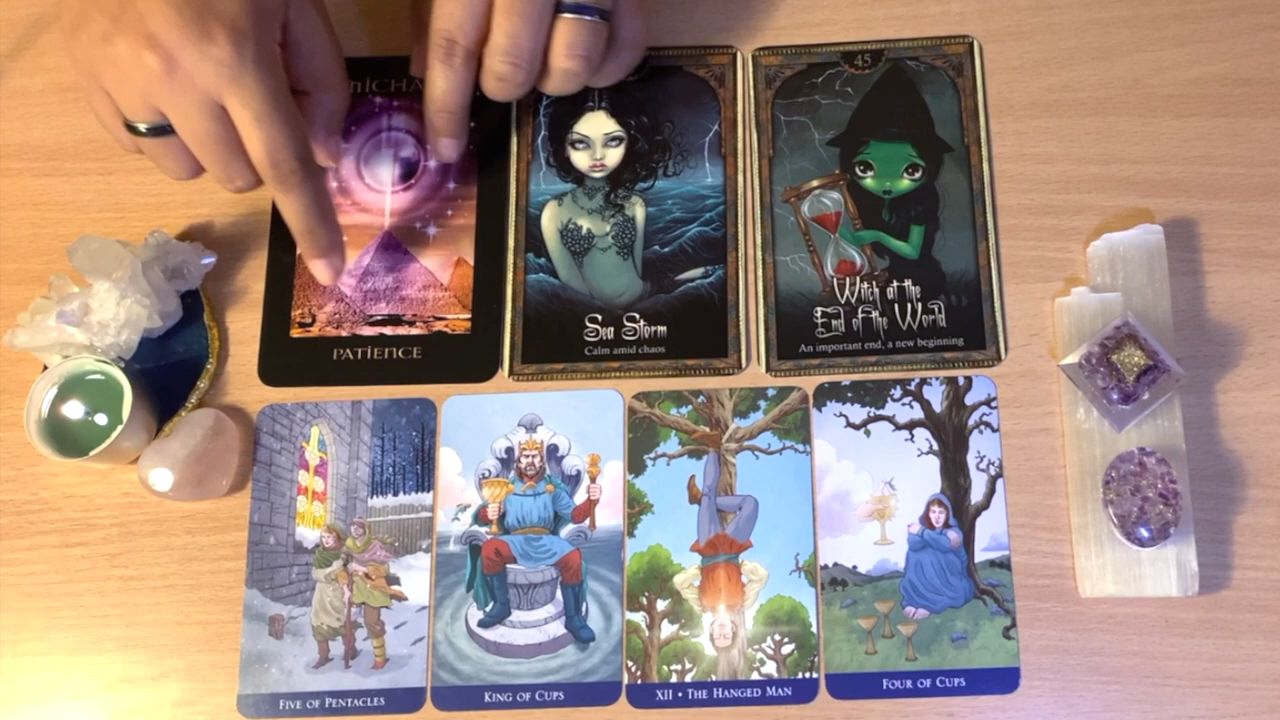 PATIENCE
Sea Storm
Calm amid chaos
45
Witch at the
End of the World
An important end, a new beginning
FIVE OF PENTACLES
KING OF CUPS
XII • THE HANGED MAN
FOUR OF CUPS